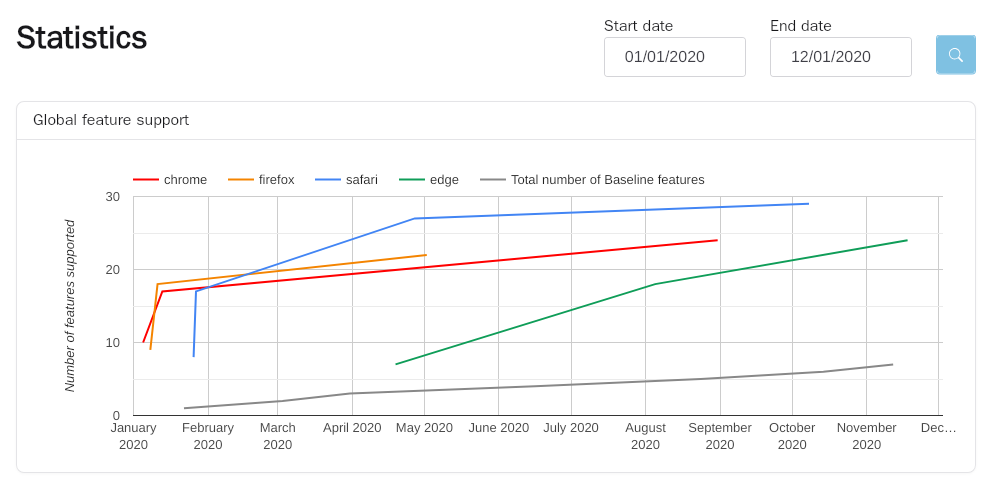 Statistics
Start date
End date
01/01/2020
12/01/2020
Global feature support
chrome
firefox
safari
edge
Total number of Baseline features
Number of features supported
30
20
10
0
January 2020
February 2020
March 2020
April 2020
May 2020
June 2020
July 2020
August 2020
September 2020
October 2020
November 2020
Dec…